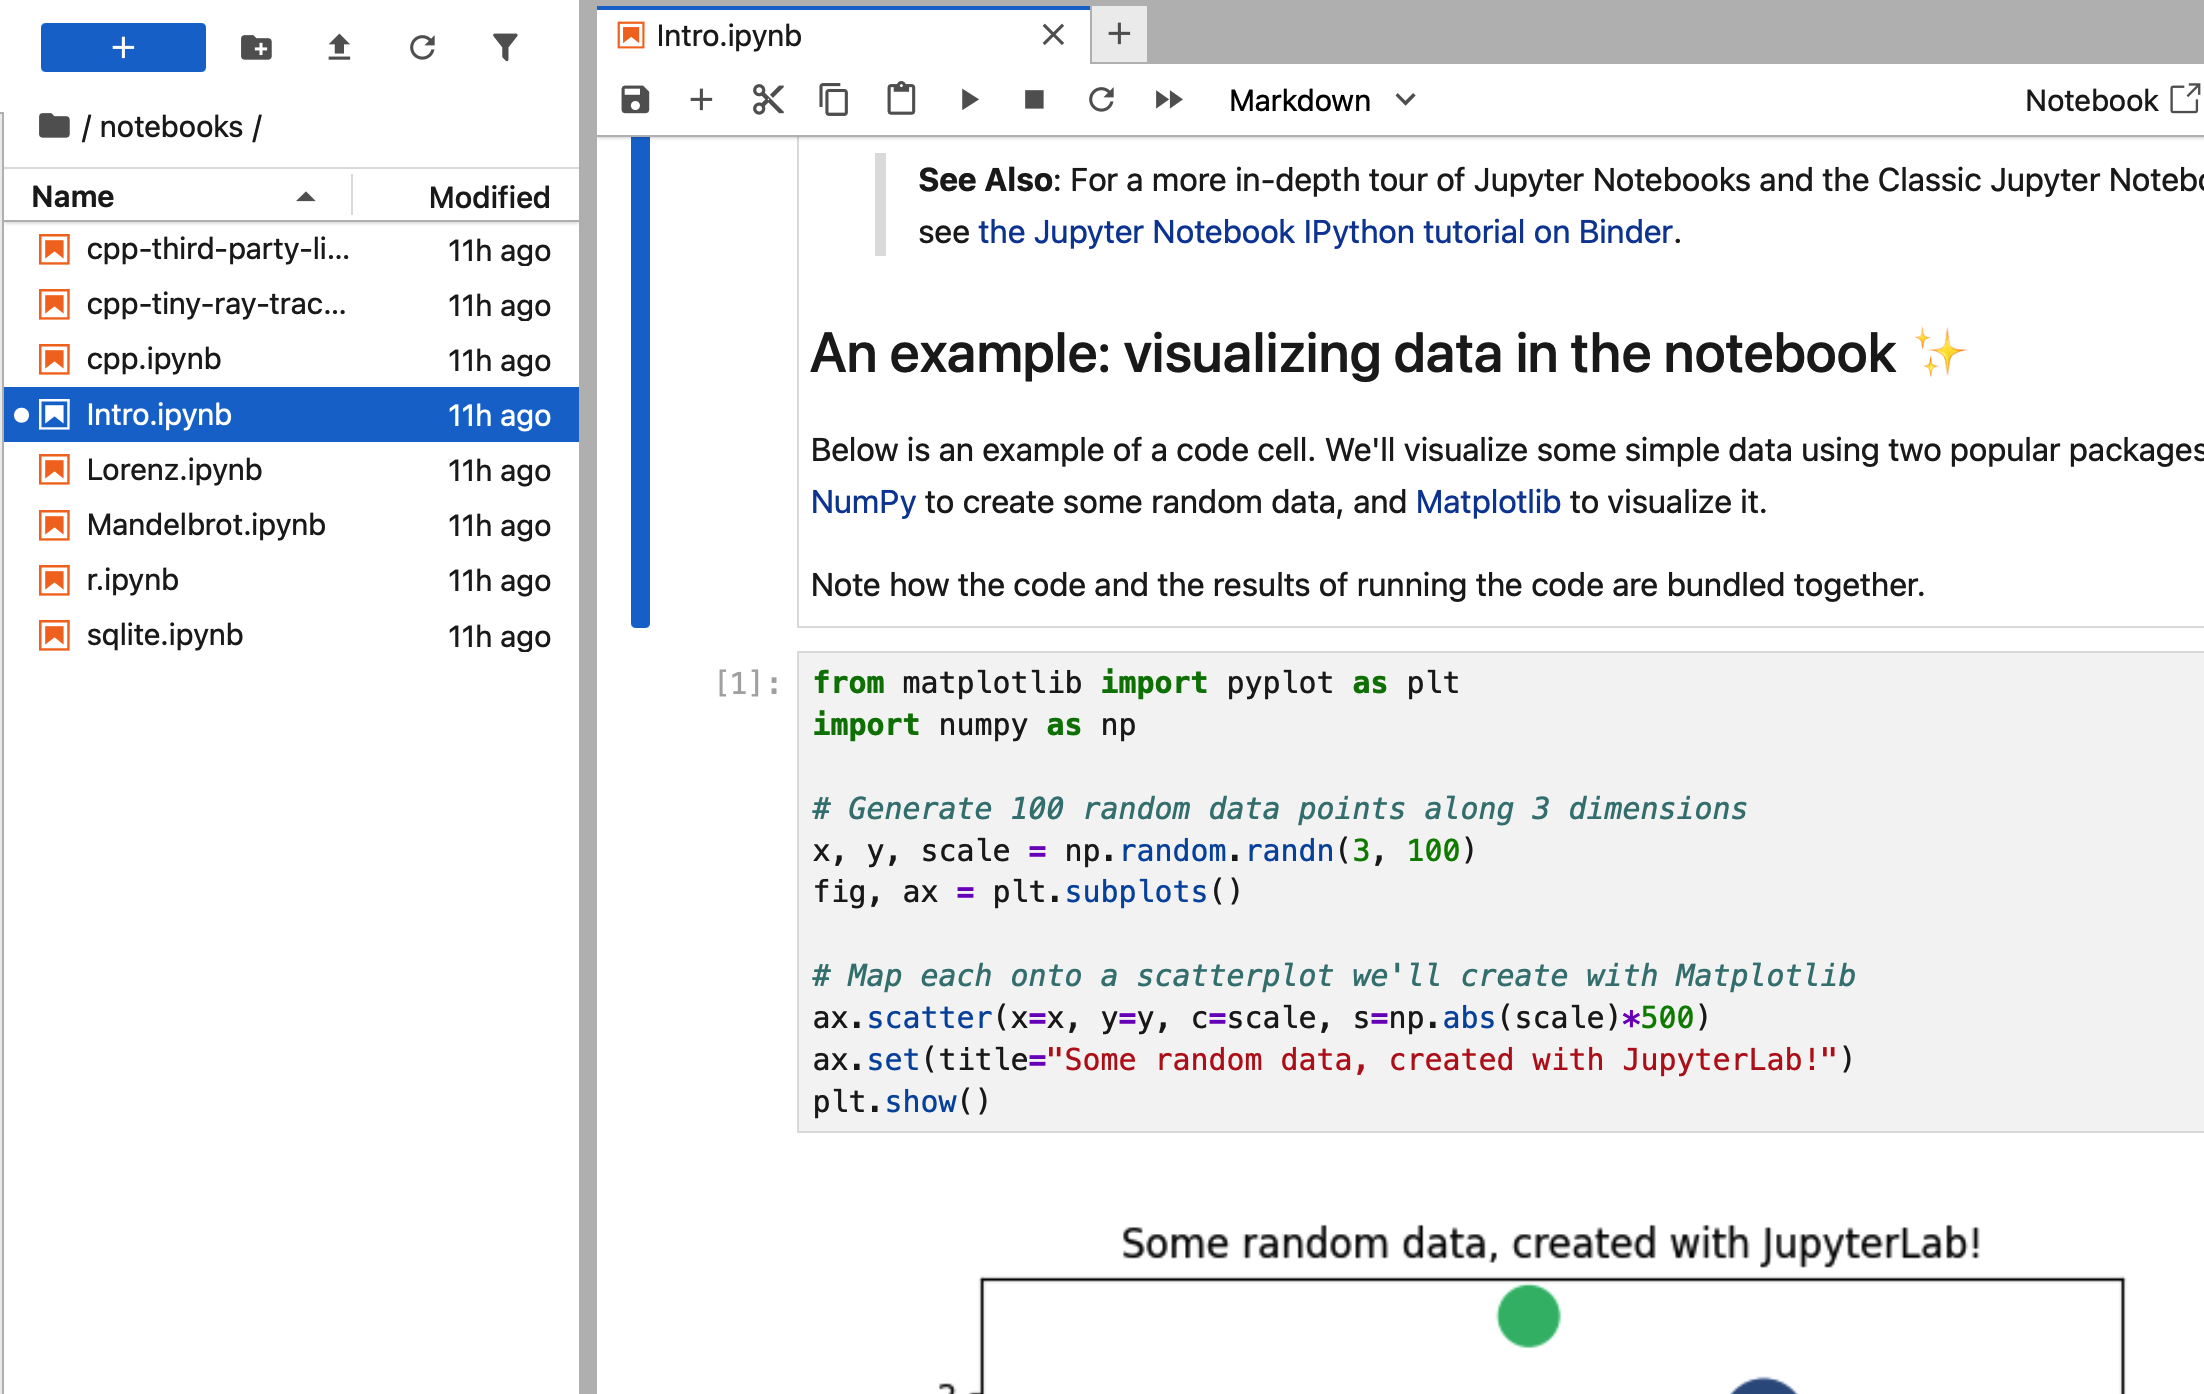 / notebooks /
Name Modified
cpp-third-party-li... 11h ago
cpp-tiny-ray-trac... 11h ago
cpp.ipynb 11h ago
Intro.ipynb 11h ago
Lorenz.ipynb 11h ago
Mandelbrot.ipynb 11h ago
r.ipynb 11h ago
sqlite.ipynb 11h ago
Intro.ipynb
Markdown Notebook
See Also: For a more in-depth tour of Jupyter Notebooks and the Classic Jupyter
see the Jupyter Notebook IPython tutorial on Binder.
An example: visualizing data in the notebook ✨
Below is an example of a code cell. We'll visualize some simple data using two popular packages
NumPy to create some random data, and Matplotlib to visualize it.
Note how the code and the results of running the code are bundled together.
[1]:
from matplotlib import pyplot as plt
import numpy as np
# Generate 100 random data points along 3 dimensions
x, y, scale = np.random.randn(3, 100)
fig, ax = plt.subplots()
# Map each onto a scatterplot we'll create with Matplotlib
ax.scatter(x=x, y=y, c=scale, s=np.abs(scale)*500)
ax.set(title="Some random data, created with JupyterLab!")
plt.show()
Some random data, created with JupyterLab!